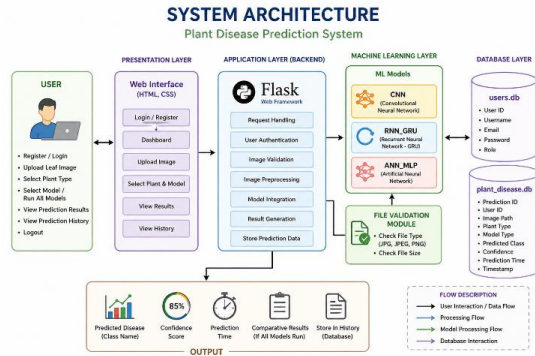 SYSTEM ARCHITECTURE
Plant Disease Prediction System
USER
• Register / Login
• Upload Leaf Image
• Select Plant Type
• Select Model /
Run All Models
• View Prediction Results
• View Prediction History
• Logout
PRESENTATION LAYER
Web Interface
(HTML, CSS)
Login / Register
Dashboard
Upload Image
Select Plant & Model
View Results
View History
APPLICATION LAYER (BACKEND)
Flask
Web Framework
Request Handling
User Authentication
Image Validation
Image Preprocessing
Model Integration
Result Generation
Store Prediction Data
MACHINE LEARNING LAYER
ML Models
CNN
(Convolutional
Neural Network)
RNN_GRU
(Recurrent Neural
Network - GRU)
ANN_MLP
(Artificial Neural
Network)
FILE VALIDATION
MODULE
• Check File Type
(JPG, JPEG, PNG)
• Check File Size
DATABASE LAYER
users.db
• User ID
• Username
• Email
• Password
• Role
plant_disease.db
• Prediction ID
• User ID
• Image Path
• Plant Type
• Model Type
• Predicted Class
• Confidence
• Prediction Time
• Timestamp
85%
Predicted Disease
(Class Name)
Confidence
Score
Prediction
Time
Comparative Results
(If All Models Run)
Store in History
(Database)
OUTPUT
FLOW DESCRIPTION
User Interaction / Data Flow
Processing Flow
Model Processing Flow
Database Interaction